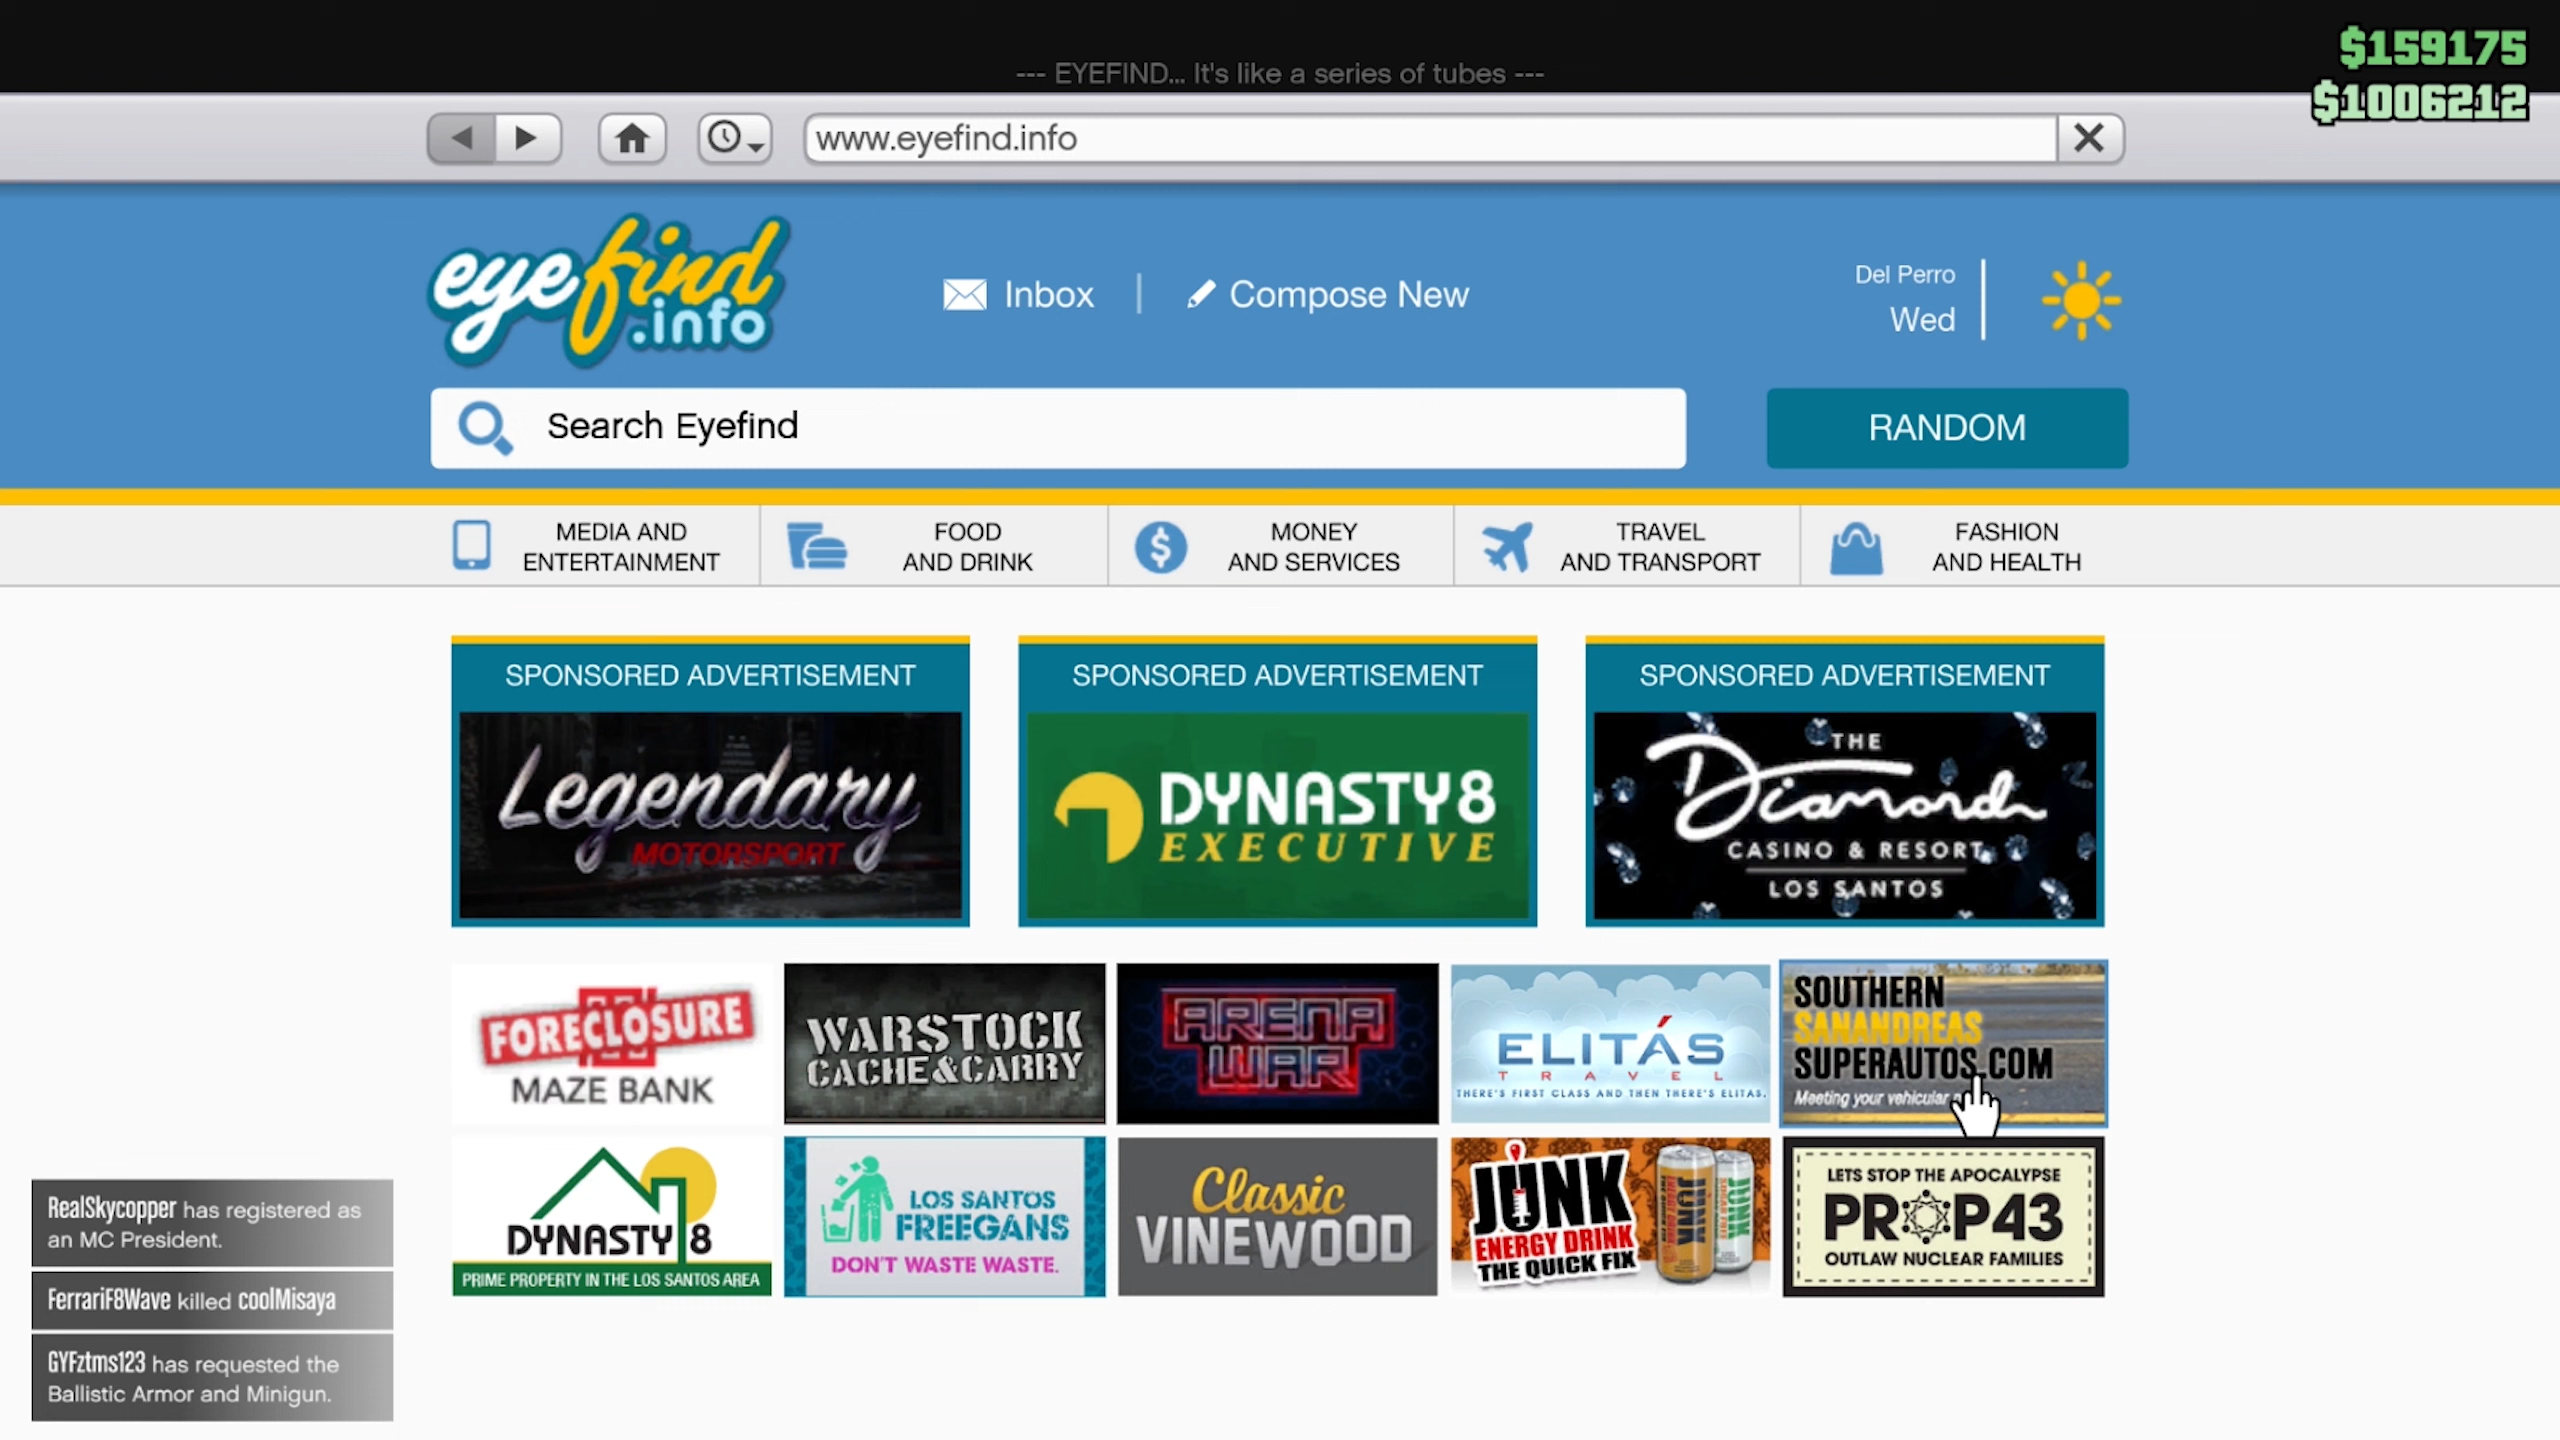 --- EYEFIND... It's like a series of tubes ---
$159175
$1006212
www.eyefind.info
eyefind
.info
Inbox
Compose New
Del Perro
Wed
Search Eyefind
RANDOM
MEDIA AND
ENTERTAINMENT
FOOD
AND DRINK
MONEY
AND SERVICES
TRAVEL
AND TRANSPORT
FASHION
AND HEALTH
SPONSORED ADVERTISEMENT
Legendary
MOTORSPORT
SPONSORED ADVERTISEMENT
DYNASTY8
EXECUTIVE
SPONSORED ADVERTISEMENT
THE
Diamond
CASINO & RESORT
LOS SANTOS
FORECLOSURE
MAZE BANK
WARSTOCK
CACHE&CARRY
ARENA
WAR
ELITÁS
TRAVEL
THERE'S FIRST CLASS AND THEN THERE'S ELITAS.
SOUTHERN
SANANDREAS
SUPERAUTOS.COM
Meeting your vehicular
DYNASTY 8
PRIME PROPERTY IN THE LOS SANTOS AREA
LOS SANTOS
FREEGANS
DON'T WASTE WASTE.
Classic
VINEWOOD
JUNK
ENERGY DRINK
THE QUICK FIX
JUNK
JUNK
LETS STOP THE APOCALYPSE
PROP43
OUTLAW NUCLEAR FAMILIES
RealSkycopper has registered as
an MC President.
FerrariF8Wave killed coolMisaya
GYFztms123 has requested the
Ballistic Armor and Minigun.